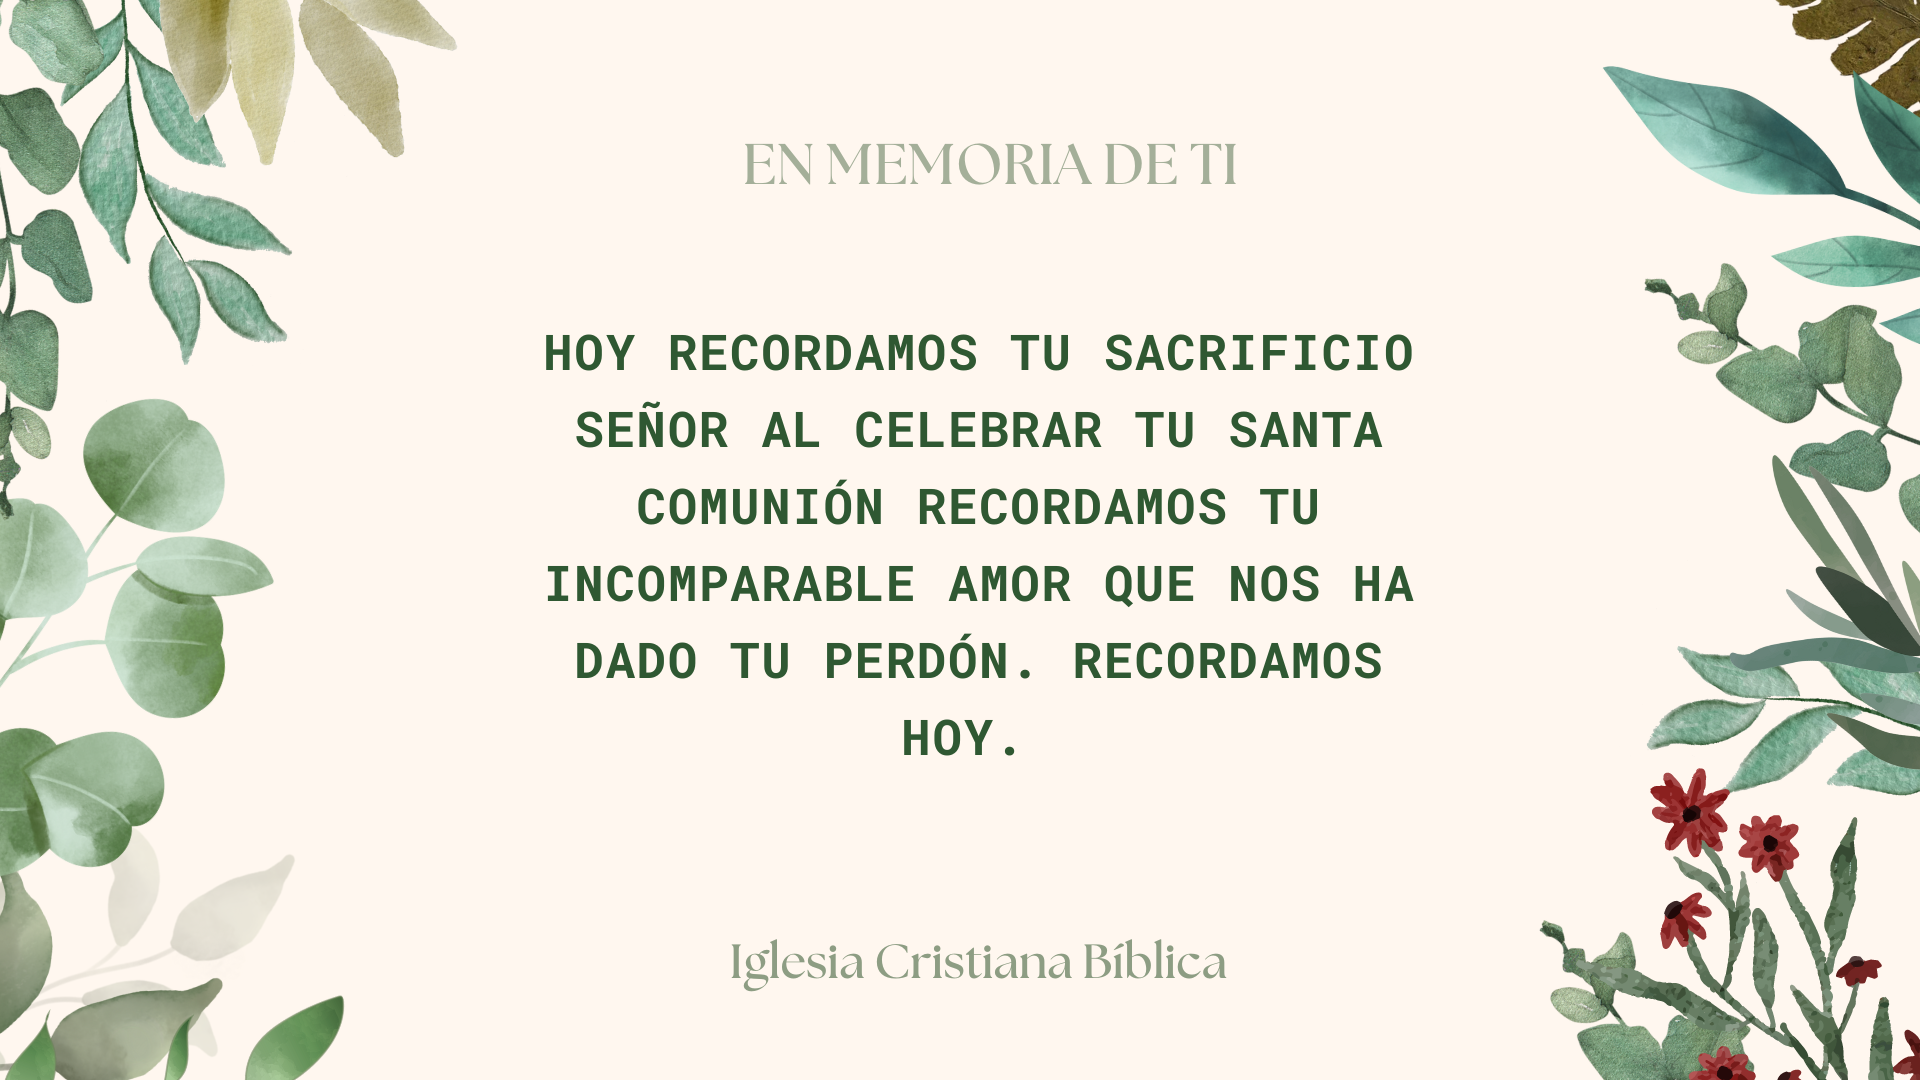 EN MEMORIA DE TI
HOY RECORDAMOS TU SACRIFICIO
SEÑOR AL CELEBRAR TU SANTA
COMUNIÓN RECORDAMOS TU
INCOMPARABLE AMOR QUE NOS HA
DADO TU PERDÓN. RECORDAMOS
HOY.
Iglesia Cristiana Bíblica